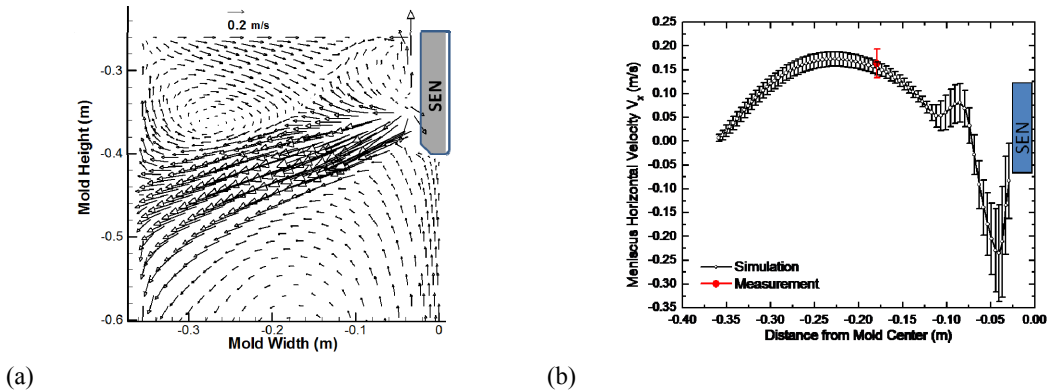 0.2 m/s
-0.3
-0.4
-0.5
-0.6
Mold Height (m)
SEN
-0.3
-0.2
-0.1
0
Mold Width (m)
(a)
0.25
0.20
0.15
0.10
0.05
0.00
-0.05
-0.10
-0.15
-0.20
-0.25
-0.30
-0.35
Meniscus Horizontal Velocity Vx (m/s)
SEN
Simulation
Measurement
-0.40
-0.35
-0.30
-0.25
-0.20
-0.15
-0.10
-0.05
0.00
Distance from Mold Center (m)
(b)